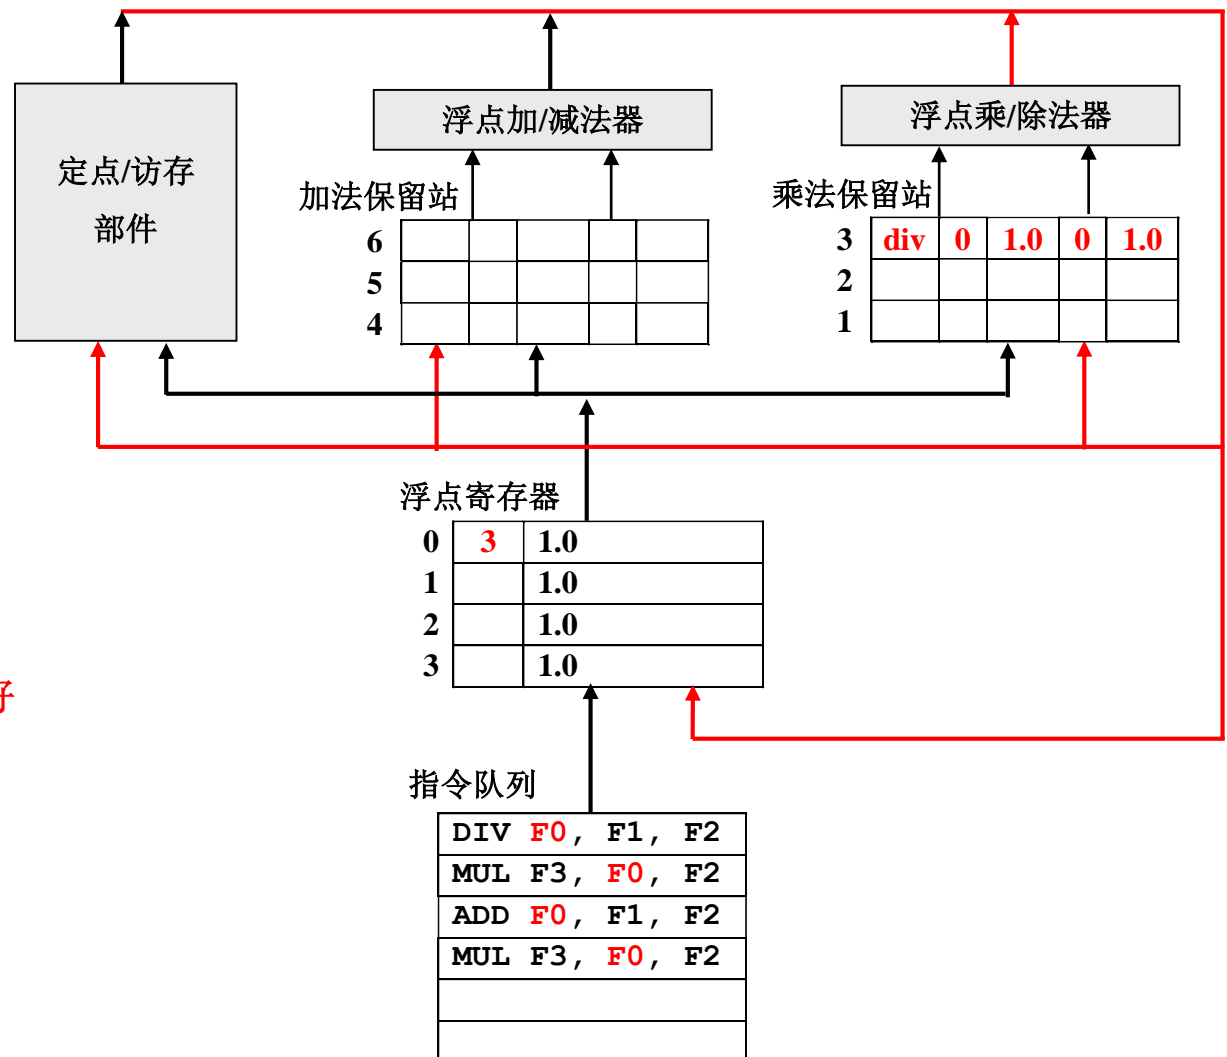 浮点加/减法器
浮点乘/除法器
定点/访存
部件
加法保留站
6
5
4
乘法保留站
3 div 0 1.0 0 1.0
2
1
浮点寄存器
0 3 1.0
1 1.0
2 1.0
3 1.0
指令队列
DIV F0, F1, F2
MUL F3, F0, F2
ADD F0, F1, F2
MUL F3, F0, F2